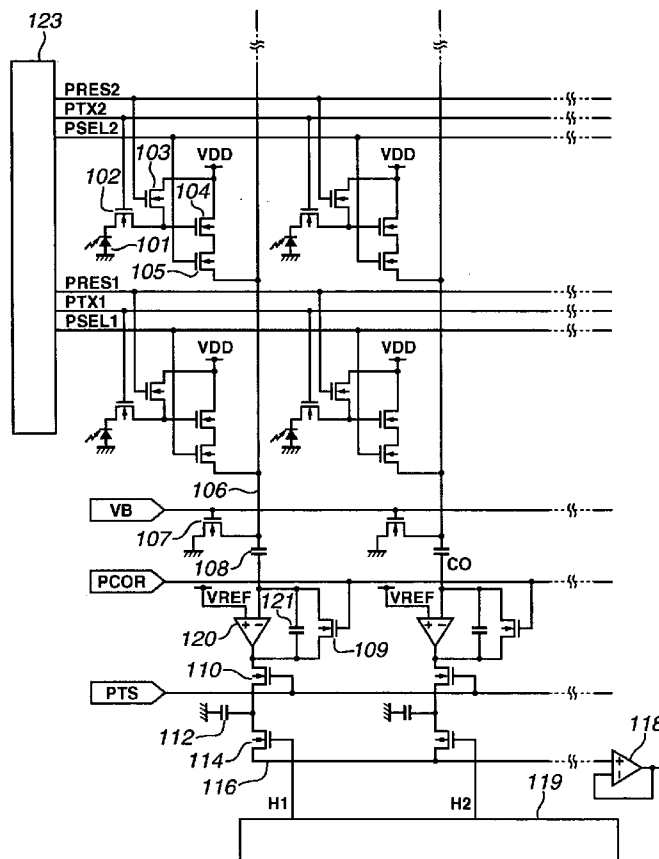 123
PRES2
PTX2
PSEL2
103
VDD
VDD
102
104
101
105
PRES1
PTX1
PSEL1
VDD
VDD
106
VB
107
108
CO
PCOR
VREF
121
VREF
120
109
110
PTS
112
118
114
116
119
H1
H2